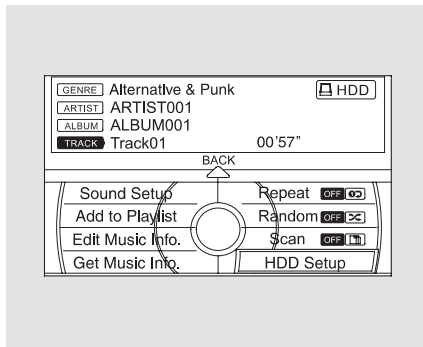 GENRE Alternative & Punk HDD
ARTIST ARTIST001
ALBUM ALBUM001
TRACK Track01 00'57"
BACK
Sound Setup Repeat OFF
Add to Playlist Random OFF
Edit Music Info. Scan OFF
Get Music Info. HDD Setup